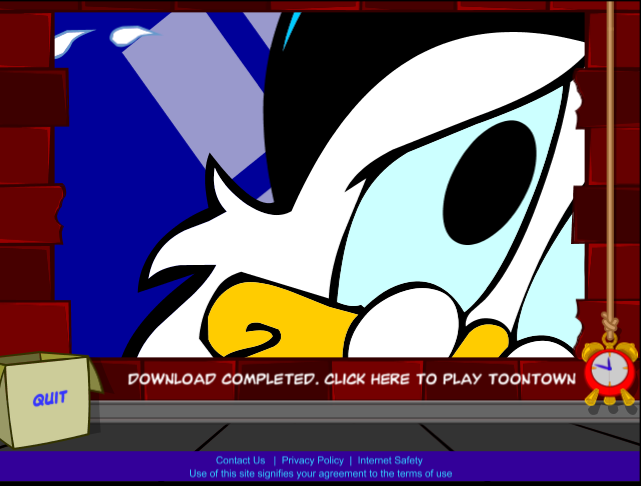 DOWNLOAD COMPLETED. CLICK HERE TO PLAY TOONTOWN
QUIT
Contact Us | Privacy Policy | Internet Safety
Use of this site signifies your agreement to the terms of use